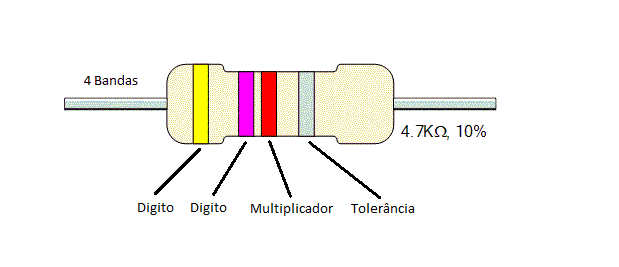 4 Bandas
4.7KΩ, 10%
Digito
Digito
Multiplicador
Tolerância